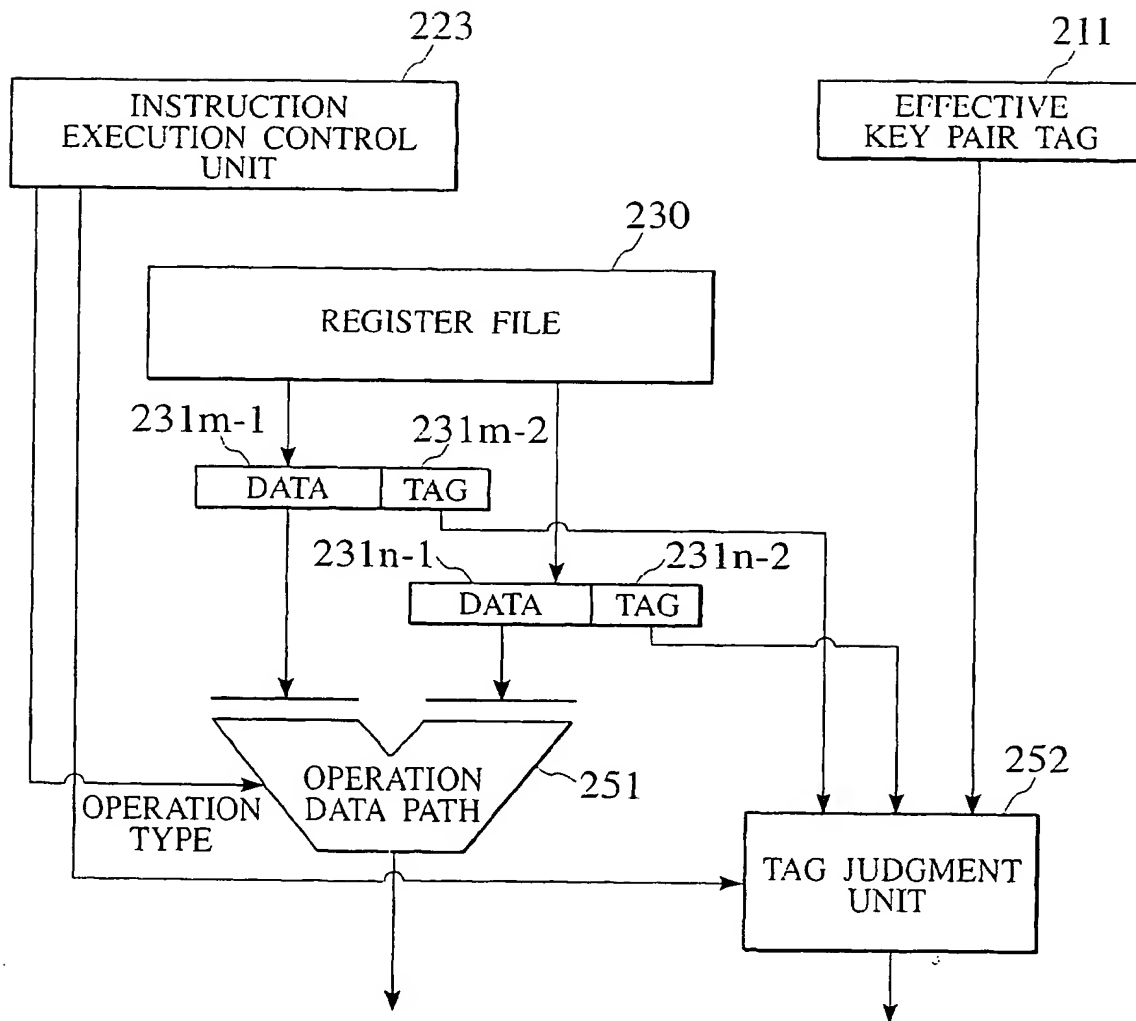 223
211
INSTRUCTION
EXECUTION CONTROL
UNIT
EFFECTIVE
KEY PAIR TAG
230
REGISTER FILE
231m-1
231m-2
DATA
TAG
231n-1
231n-2
DATA
TAG
OPERATION
DATA PATH
251
252
OPERATION
TYPE
TAG JUDGMENT
UNIT